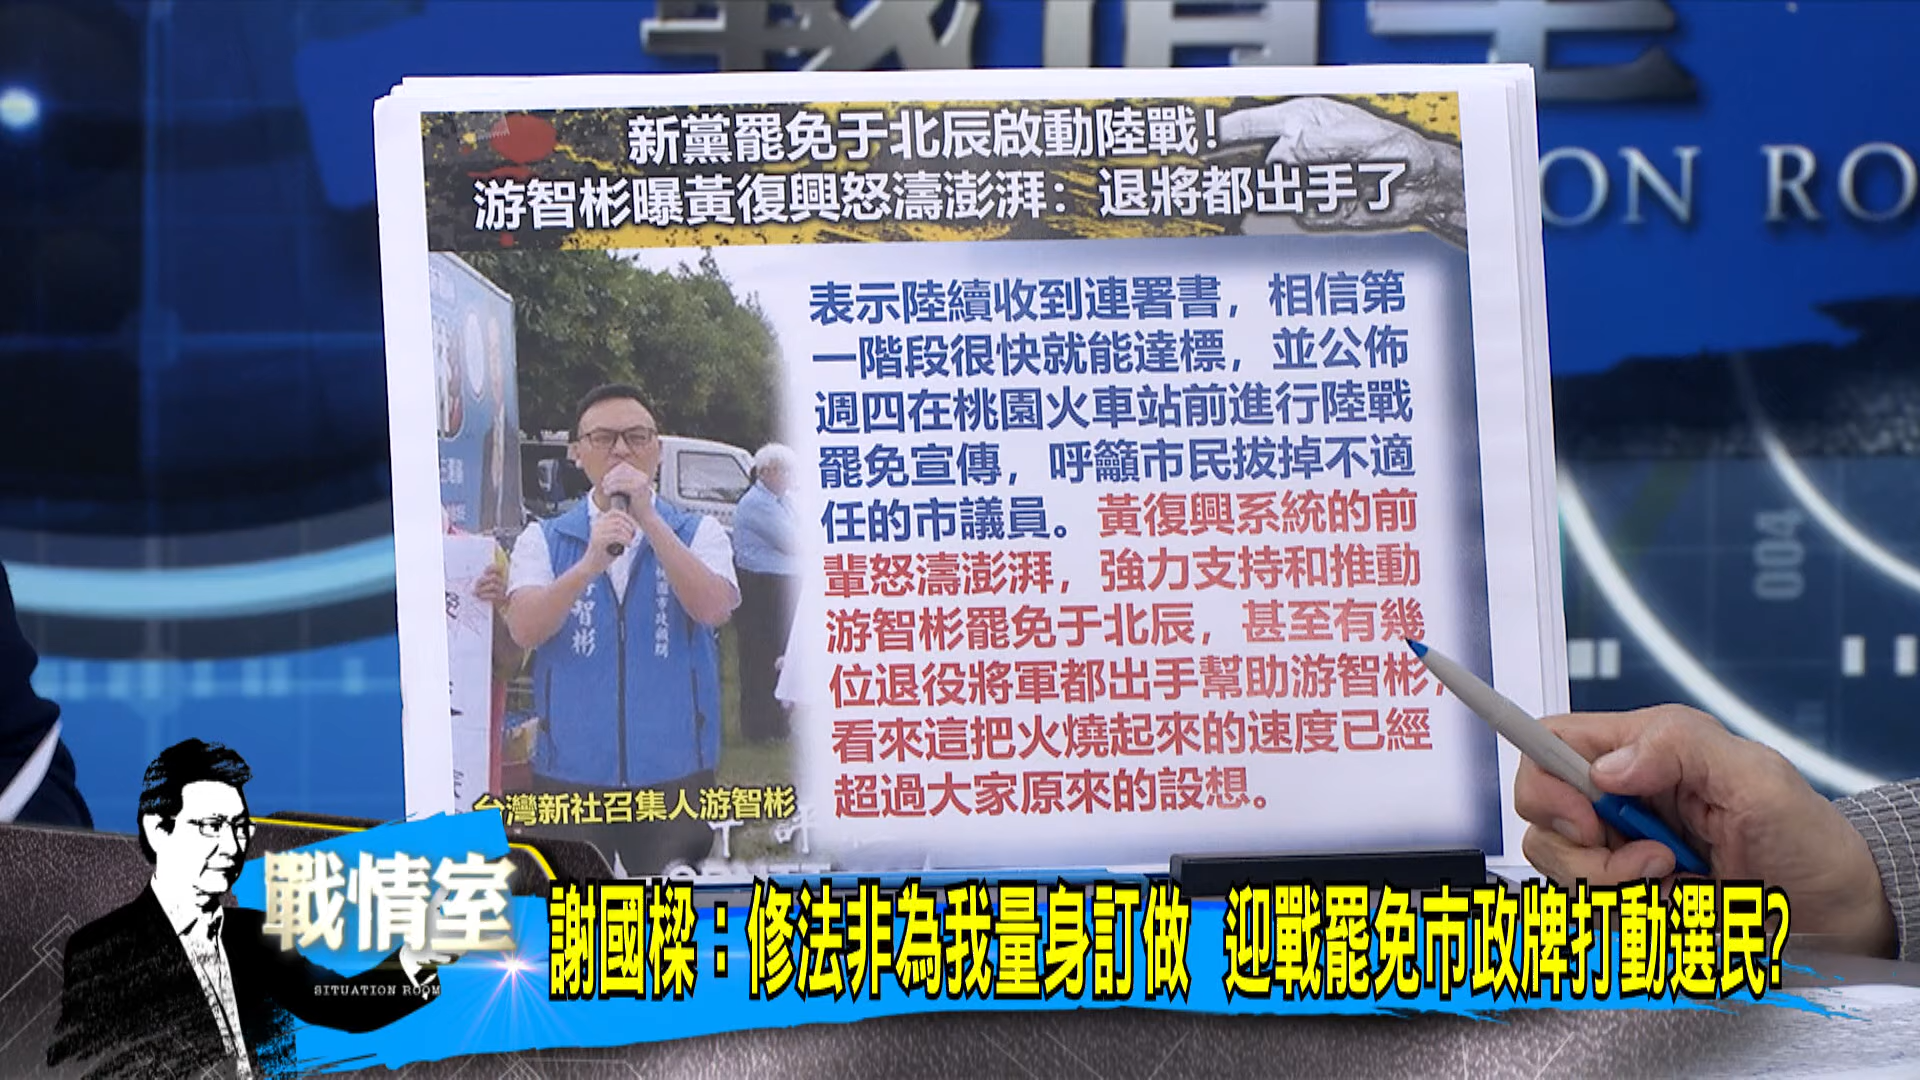 戰情室
ON RO
新黨罷免于北辰啟動陸戰！
游智彬曝黃復興怒濤澎湃：退將都出手了
表示陸續收到連署書，相信第
一階段很快就能達標，並公佈
週四在桃園火車站前進行陸戰
罷免宣傳，呼籲市民拔掉不適
任的市議員。黃復興系統的前
輩怒濤澎湃，強力支持和推動
游智彬罷免于北辰，甚至有幾
位退役將軍都出手幫助游智彬，
看來這把火燒起來的速度已經
超過大家原來的設想。
智彬
台灣新社召集人游智彬
004
戰情室
SITUATION ROOM
謝國樑：修法非為我量身訂做 迎戰罷免市政牌打動選民?